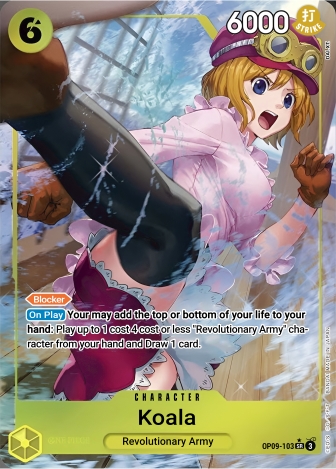 6
6000
打
STRIKE
Blocker
On Play Your may add the top or bottom of your life to your
hand: Play up to 1 cost 4 cost or less "Revolutionary Army" cha-
racter from your hand and Draw 1 card.
CHARACTER
Koala
Revolutionary Army
OP09-103 SR 3